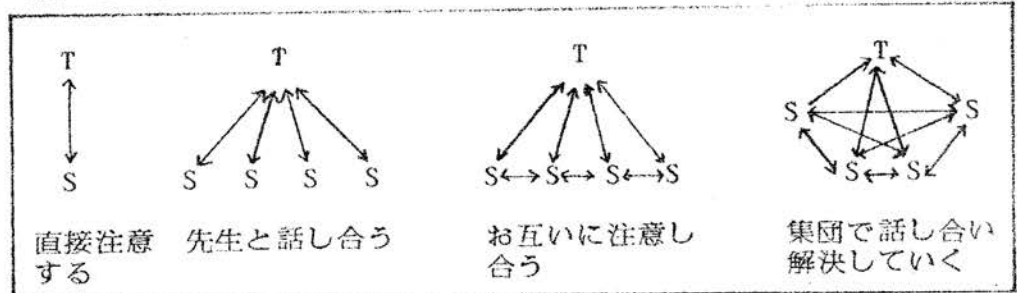 T
S
直接注意
する
T
S S S S
先生と話し合う
T
S S S S
お互いに注意し
合う
T
S S
S S
集団で話し合い
解決していく